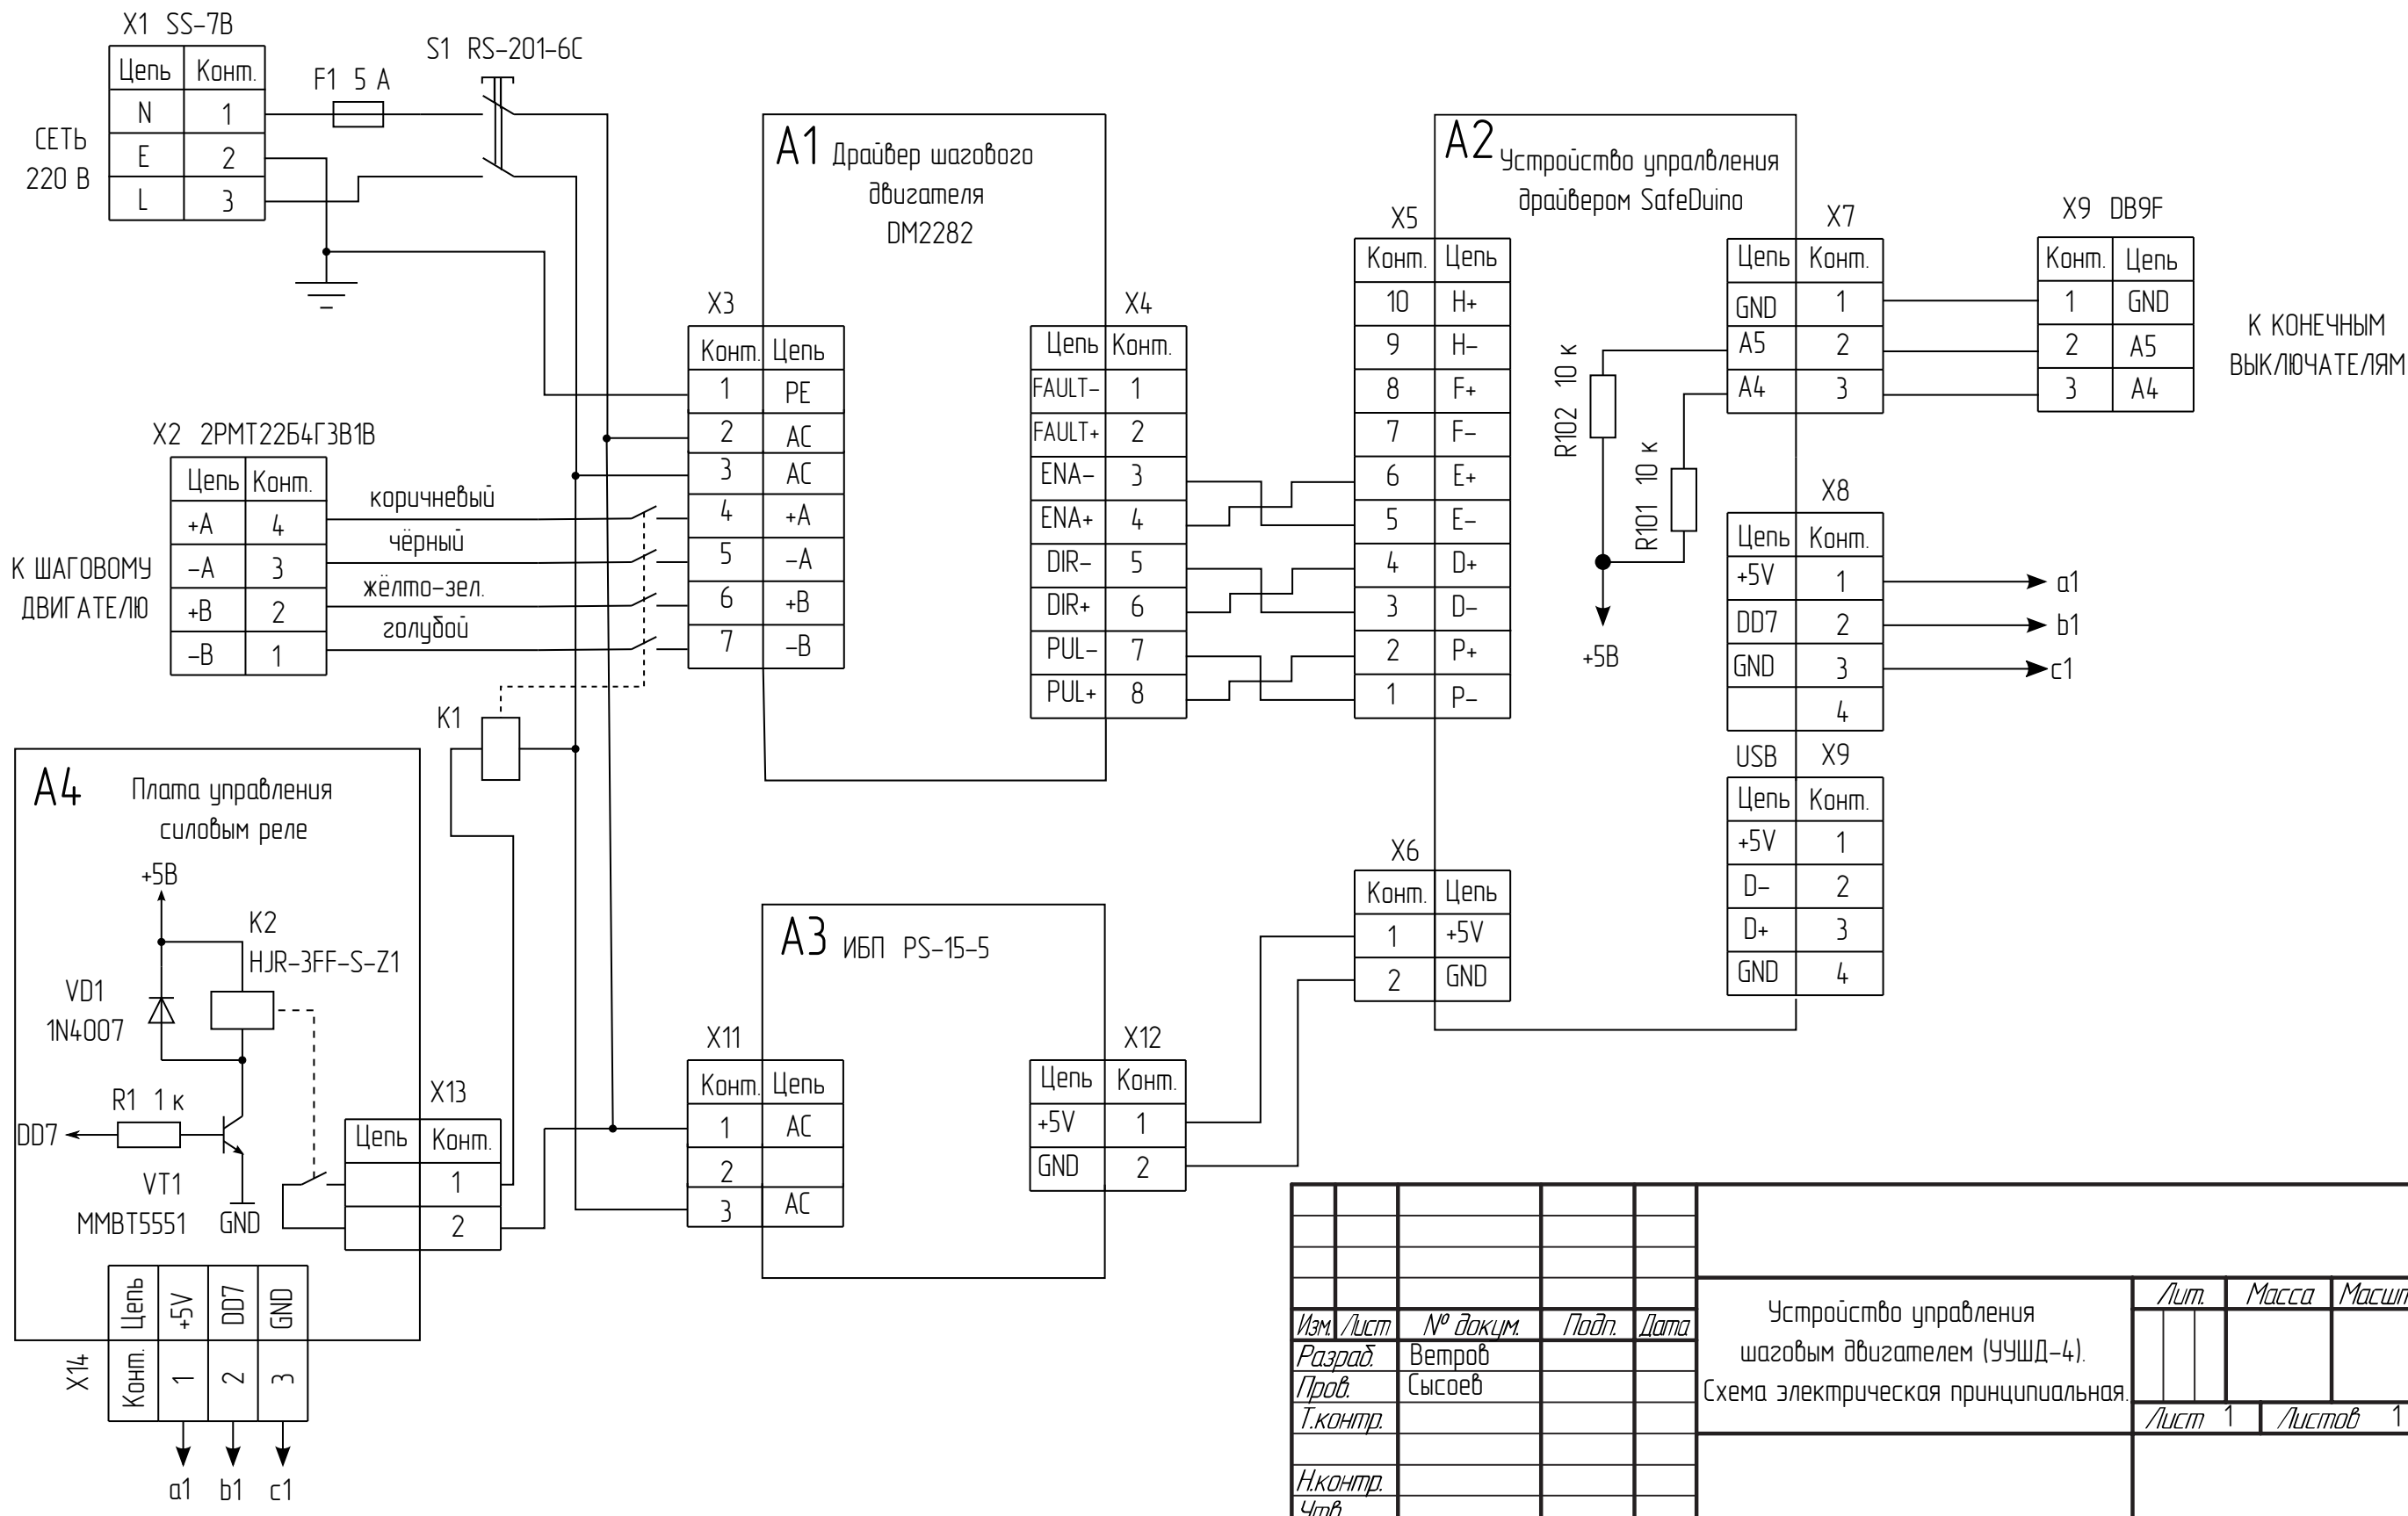 X1 SS-7B
Цепь Конт.
N 1
E 2
L 3
СЕТЬ
220 В
F1 5 А
S1 RS-201-6C
X2 2РМТ22Б4Г3В1В
Цепь Конт.
+A 4
-A 3
+B 2
-B 1
К ШАГОВОМУ
ДВИГАТЕЛЮ
коричневый
чёрный
жёлто-зел.
голубой
K1
A1 Драйвер шагового
двигателя
DM2282
X3
Конт. Цепь
1 PE
2 AC
3 AC
4 +A
5 -A
6 +B
7 -B
X4
Цепь Конт.
FAULT- 1
FAULT+ 2
ENA- 3
ENA+ 4
DIR- 5
DIR+ 6
PUL- 7
PUL+ 8
A2 Устройство упралвления
драйвером SafeDuino
X5
Конт. Цепь
10 H+
9 H-
8 F+
7 F-
6 E+
5 E-
4 D+
3 D-
2 P+
1 P-
R102 10 к
R101 10 к
+5В
X7
Цепь Конт.
GND 1
A5 2
A4 3
X9 DB9F
Конт. Цепь
1 GND
2 A5
3 A4
К КОНЕЧНЫМ
ВЫКЛЮЧАТЕЛЯМ
X8
Цепь Конт.
+5V 1
DD7 2
GND 3
4
a1
b1
c1
USB X9
Цепь Конт.
+5V 1
D- 2
D+ 3
GND 4
X6
Конт. Цепь
1 +5V
2 GND
A3 ИБП PS-15-5
X11
Конт. Цепь
1 AC
2
3 AC
X12
Цепь Конт.
+5V 1
GND 2
A4 Плата управления
силовым реле
+5В
K2
HJR-3FF-S-Z1
VD1
1N4007
R1 1 к
DD7
VT1
MMBT5551
GND
X13
Цепь Конт.
1
2
X14
Цепь +5V DD7 GND
Конт. 1 2 3
a1 b1 c1
Изм. Лист № докум. Подп. Дата
Разраб. Ветров
Пров. Сысоев
Т.контр.
Н.контр.
Утв.
Устройство управления
шаговым двигателем (УУШД-4).
Схема электрическая принципиальная.
Лит. Масса Масшт
Лист 1 Листов 1